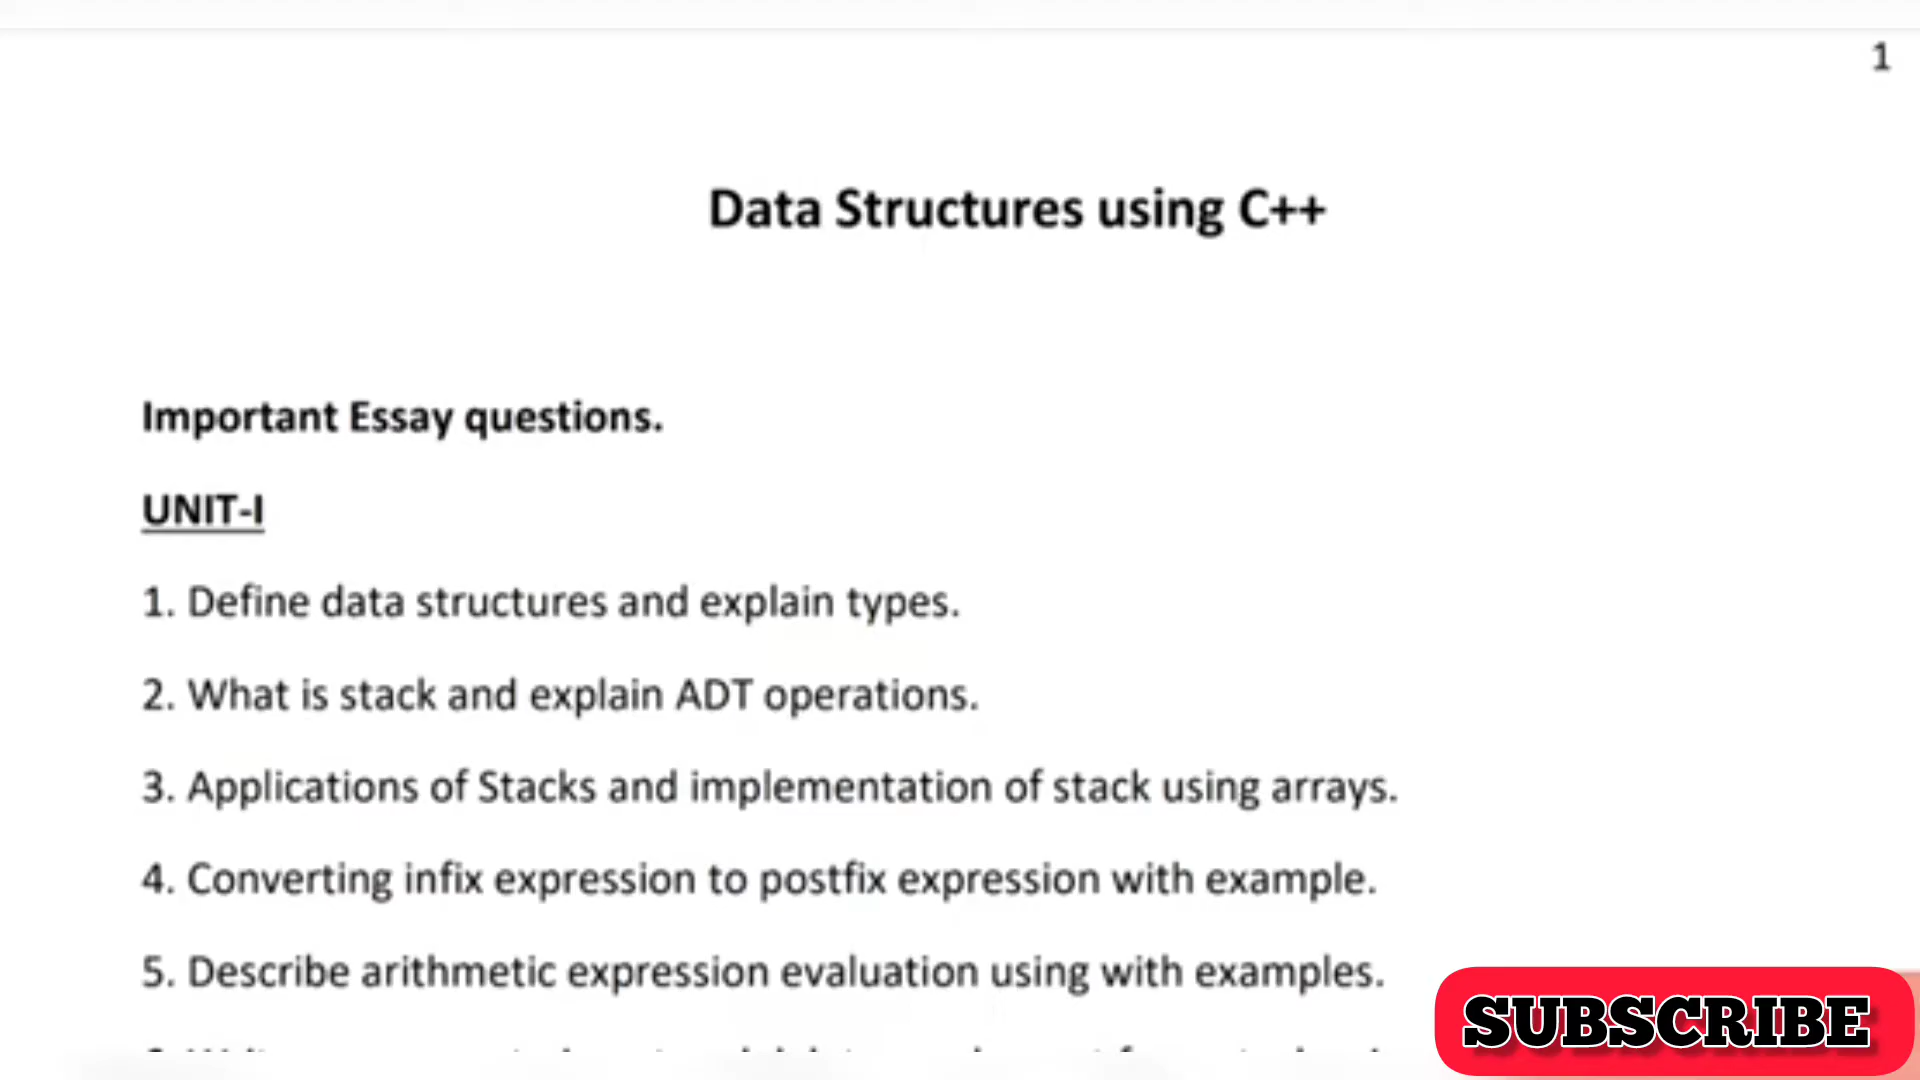 1
Data Structures using C++
Important Essay questions.
UNIT-I
1. Define data structures and explain types.
2. What is stack and explain ADT operations.
3. Applications of Stacks and implementation of stack using arrays.
4. Converting infix expression to postfix expression with example.
5. Describe arithmetic expression evaluation using with examples.
SUBSCRIBE